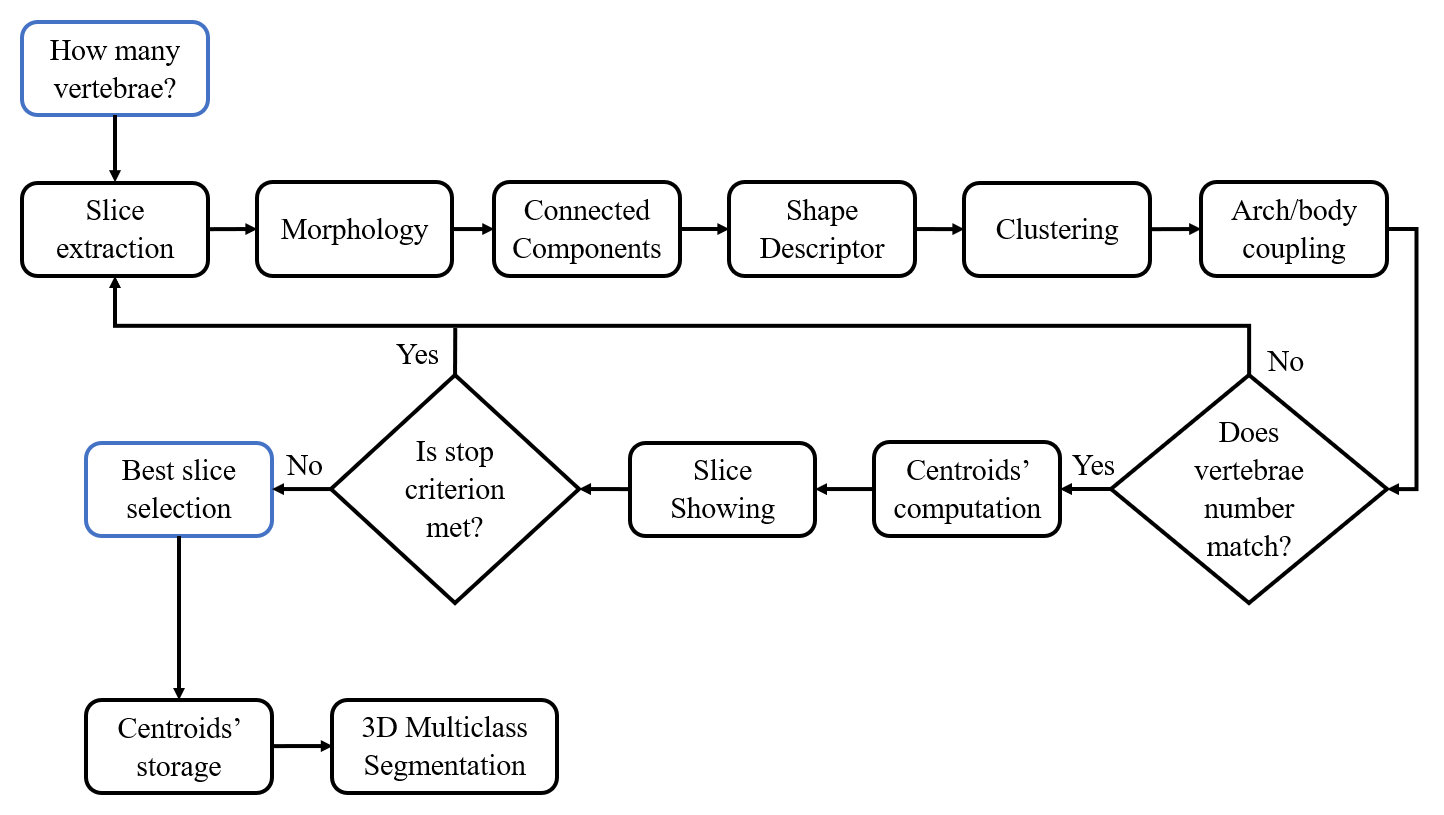 How many
vertebrae?
Slice
extraction
Morphology
Connected
Components
Shape
Descriptor
Clustering
Arch/body
coupling
Yes
No
Best slice
selection
No
Is stop
criterion
met?
Slice
Showing
Centroids’
computation
Yes
Does
vertebrae
number
match?
Centroids’
storage
3D Multiclass
Segmentation